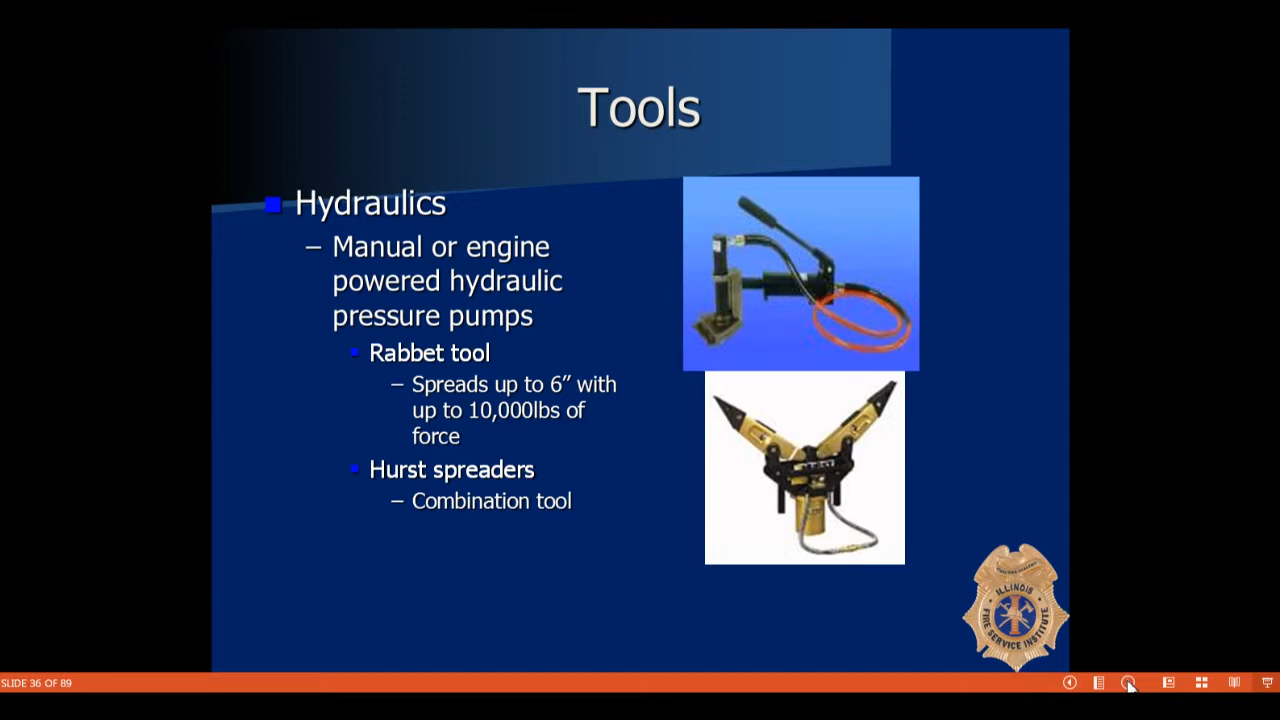 Tools
Hydraulics
– Manual or engine
powered hydraulic
pressure pumps
Rabbet tool
– Spreads up to 6” with
up to 10,000lbs of
force
Hurst spreaders
– Combination tool
HURST
ILLINOIS
FIRE SERVICE INSTITUTE
SLIDE 36 OF 89